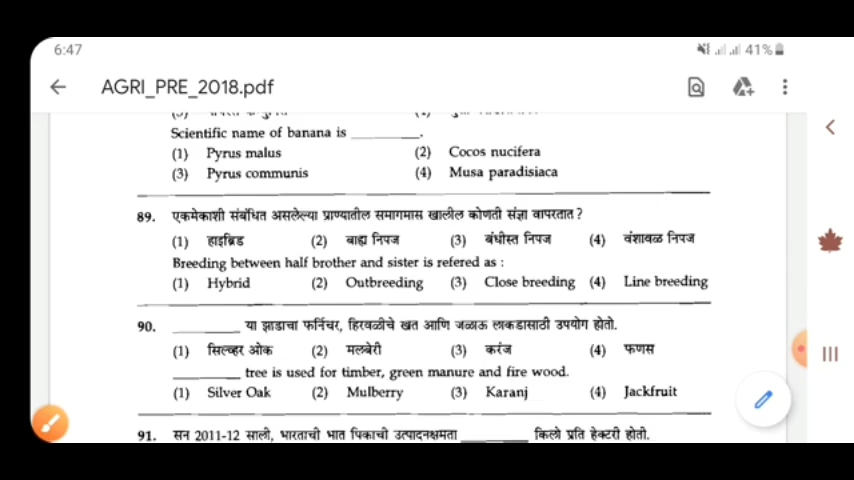 6:47
41%
AGRI_PRE_2018.pdf
Scientific name of banana is ________.
(1) Pyrus malus (2) Cocos nucifera
(3) Pyrus communis (4) Musa paradisiaca
89. एकमेकाशी संबंधित असलेल्या प्राण्यातील समागमास खालील कोणती संज्ञा वापरतात ?
(1) हाइब्रिड (2) बाह्य निपज (3) बंधीस्त निपज (4) वंशावळ निपज
Breeding between half brother and sister is refered as :
(1) Hybrid (2) Outbreeding (3) Close breeding (4) Line breeding
90. ________ या झाडाचा फर्निचर, हिरवळीचे खत आणि जळाऊ लाकडासाठी उपयोग होतो.
(1) सिल्व्हर ओक (2) मलबेरी (3) करंज (4) फणस
________ tree is used for timber, green manure and fire wood.
(1) Silver Oak (2) Mulberry (3) Karanj (4) Jackfruit
91. सन 2011-12 साली, भारताची भात पिकाची उत्पादनक्षमता ________ किलो प्रति हेक्टरी होती.